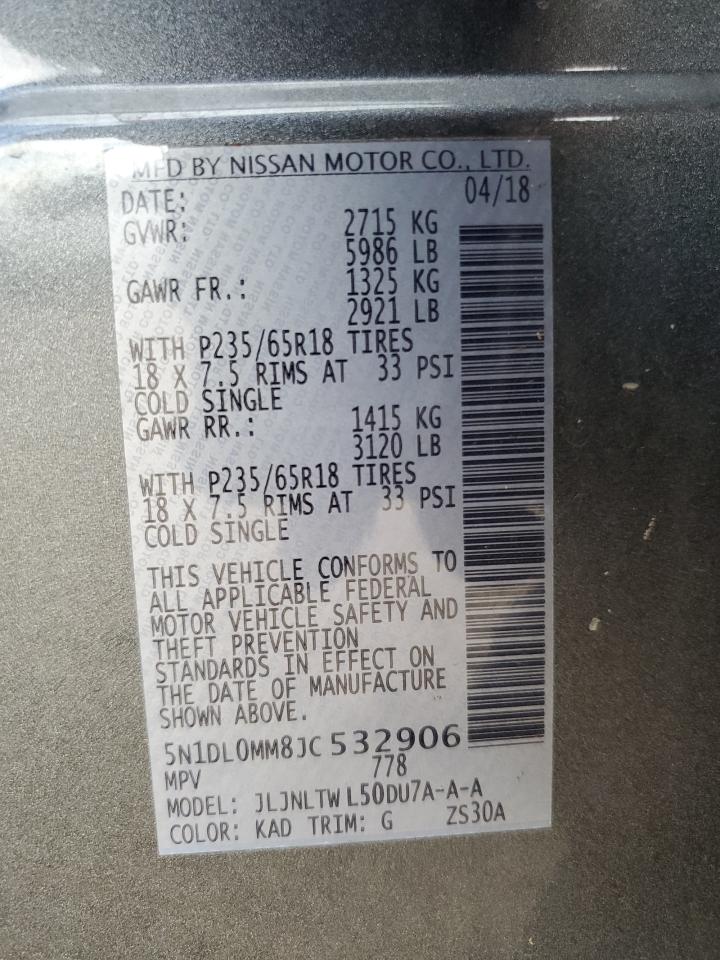 MFD BY NISSAN MOTOR CO., LTD.
DATE: 04/18
GVWR: 2715 KG
5986 LB
GAWR FR.: 1325 KG
2921 LB
WITH P235/65R18 TIRES
18 X 7.5 RIMS AT 33 PSI
COLD SINGLE
GAWR RR.: 1415 KG
3120 LB
WITH P235/65R18 TIRES
18 X 7.5 RIMS AT 33 PSI
COLD SINGLE
THIS VEHICLE CONFORMS TO
ALL APPLICABLE FEDERAL
MOTOR VEHICLE SAFETY AND
THEFT PREVENTION
STANDARDS IN EFFECT ON
THE DATE OF MANUFACTURE
SHOWN ABOVE.
5N1DL0MM8JC532906
MPV 778
MODEL: JLJNLTWL50DU7A-A-A
COLOR: KAD TRIM: G ZS30A